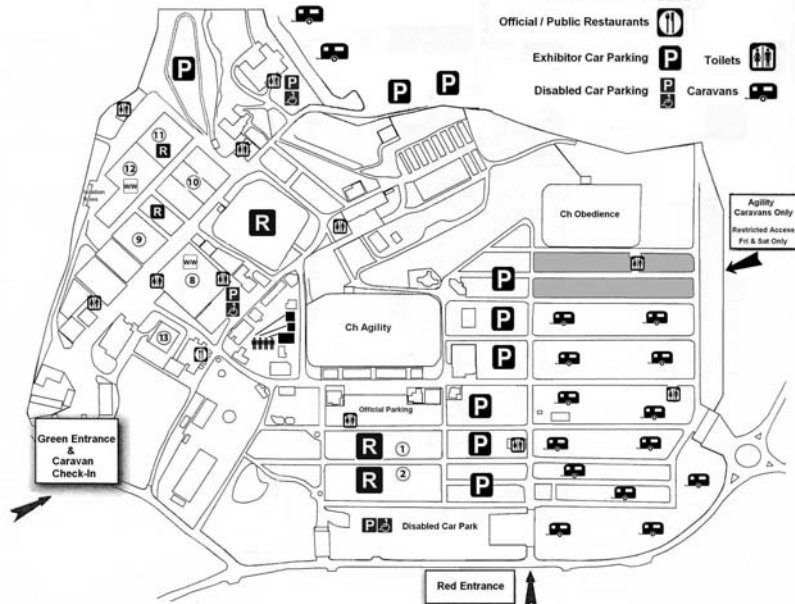 Official / Public Restaurants
Exhibitor Car Parking P Toilets
Disabled Car Parking P Caravans
P
P
P
P
11
R
12
W/W
10
R
9
R
W/W
8
P
13
Ch Obedience
Agility
Caravans Only
Restricted Access
Fri & Sat Only
P
Ch Agility
P
P
Official Parking
P
Green Entrance
&
Caravan
Check-In
R 1
P
R 2
P
P Disabled Car Park
Red Entrance